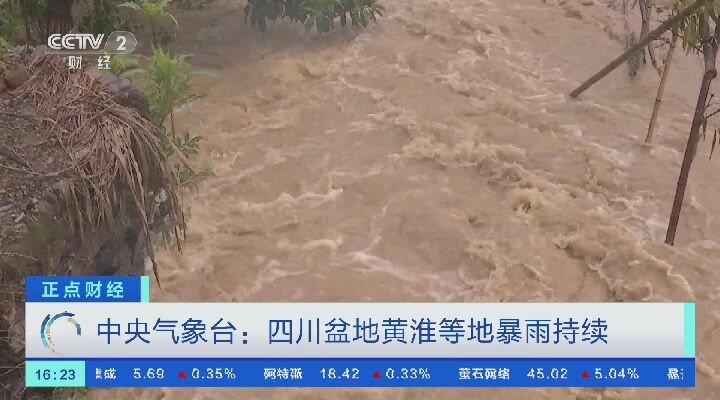 CCTV 2
财经
正点财经
中央气象台：四川盆地黄淮等地暴雨持续
16:23 集成 5.69 ▲0.35% 阿特斯 18.42 ▲0.33% 萤石网络 45.02 ▲5.04%